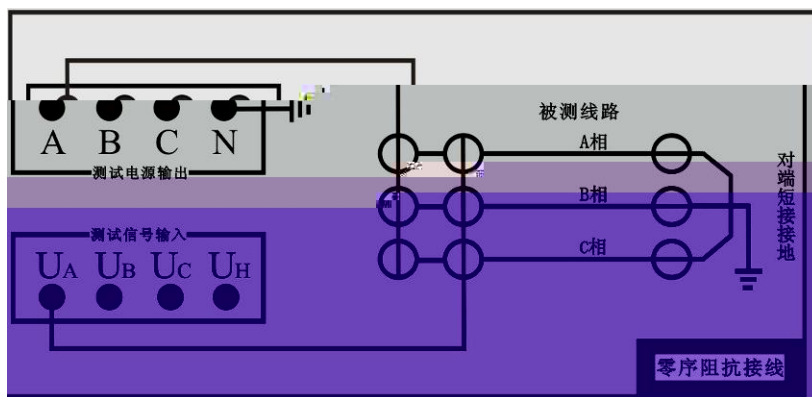 A B C N
测试电源输出
测试信号输入
UA UB UC UH
被测线路
A相
B相
C相
对端短接接地
零序阻抗接线